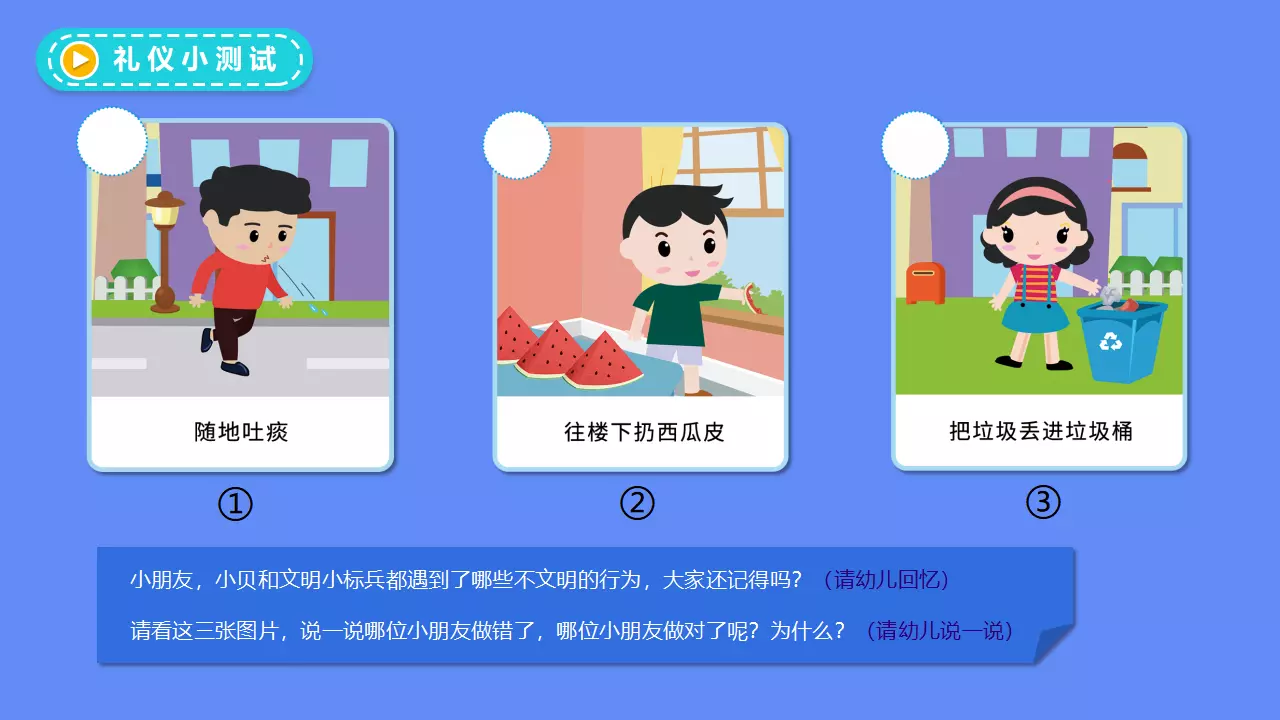 礼仪小测试
随地吐痰
往楼下扔西瓜皮
把垃圾丢进垃圾桶
①
②
③
小朋友，小贝和文明小标兵都遇到了哪些不文明的行为，大家还记得吗？（请幼儿回忆）
请看这三张图片，说一说哪位小朋友做错了，哪位小朋友做对了呢？为什么？（请幼儿说一说）